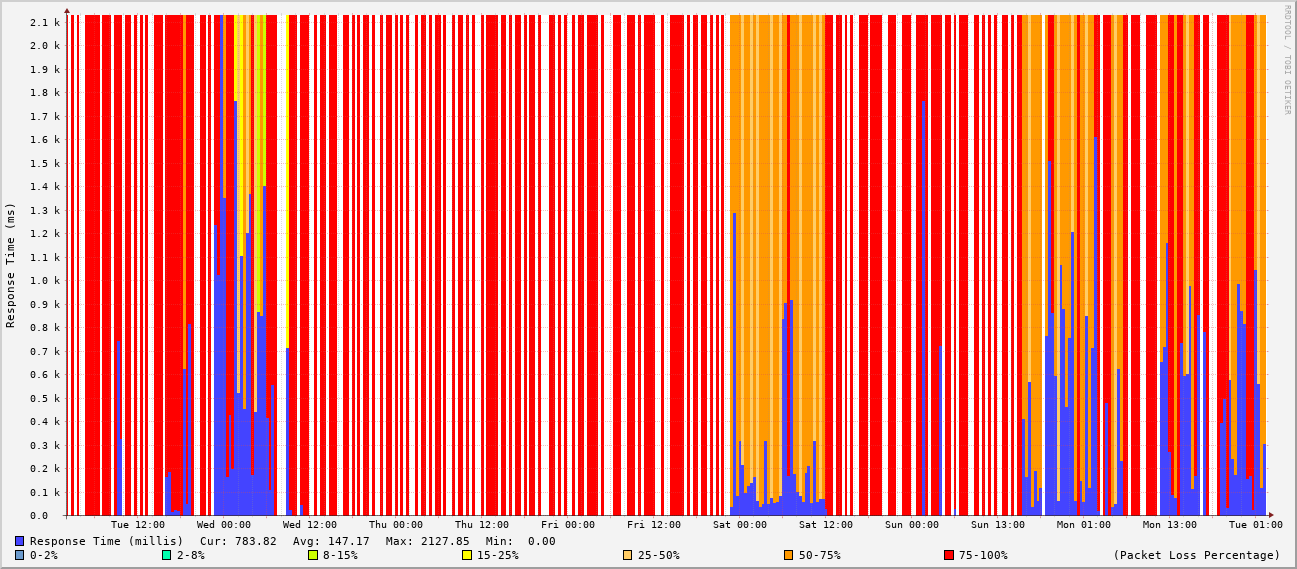 2.1 k
2.0 k
1.9 k
1.8 k
1.7 k
1.6 k
1.5 k
1.4 k
1.3 k
1.2 k
1.1 k
1.0 k
0.9 k
0.8 k
0.7 k
0.6 k
0.5 k
0.4 k
0.3 k
0.2 k
0.1 k
0.0
Response Time (ms)
RRDTOOL / TOBI OETIKER
Tue 12:00 Wed 00:00 Wed 12:00 Thu 00:00 Thu 12:00 Fri 00:00 Fri 12:00 Sat 00:00 Sat 12:00 Sun 00:00 Sun 13:00 Mon 01:00 Mon 13:00 Tue 01:00
Response Time (millis) Cur: 783.82 Avg: 147.17 Max: 2127.85 Min: 0.00
0-2% 2-8% 8-15% 15-25% 25-50% 50-75% 75-100% (Packet Loss Percentage)